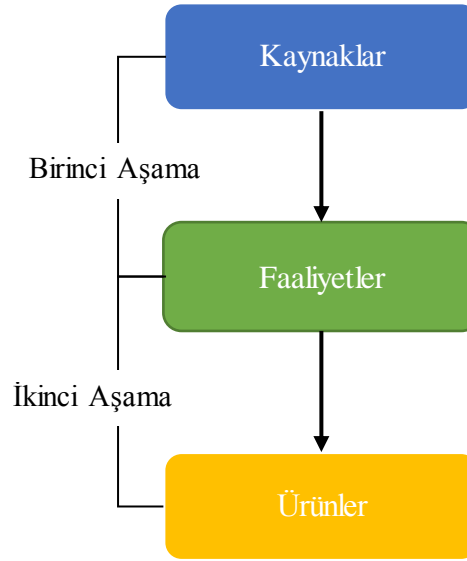 Kaynaklar
Birinci Aşama
Faaliyetler
İkinci Aşama
Ürünler